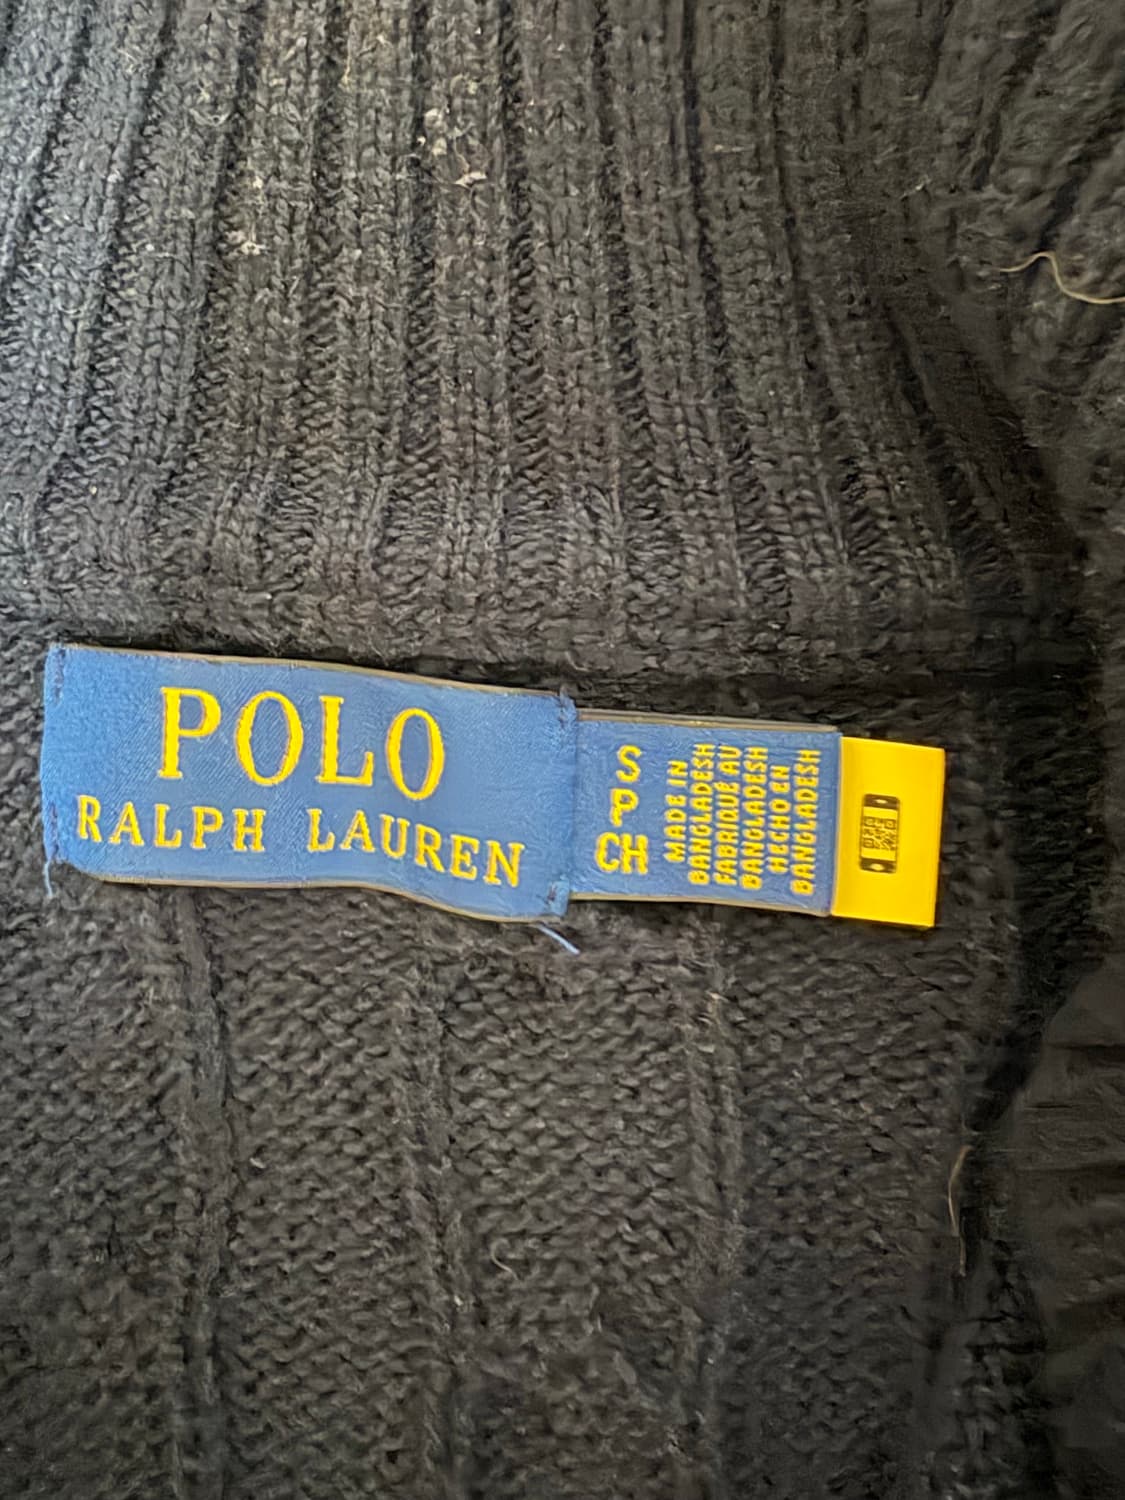 POLO
RALPH LAUREN
S
P
CH
MADE IN
BANGLADESH
FABRIQUÉ AU
BANGLADESH
HECHO EN
BANGLADESH